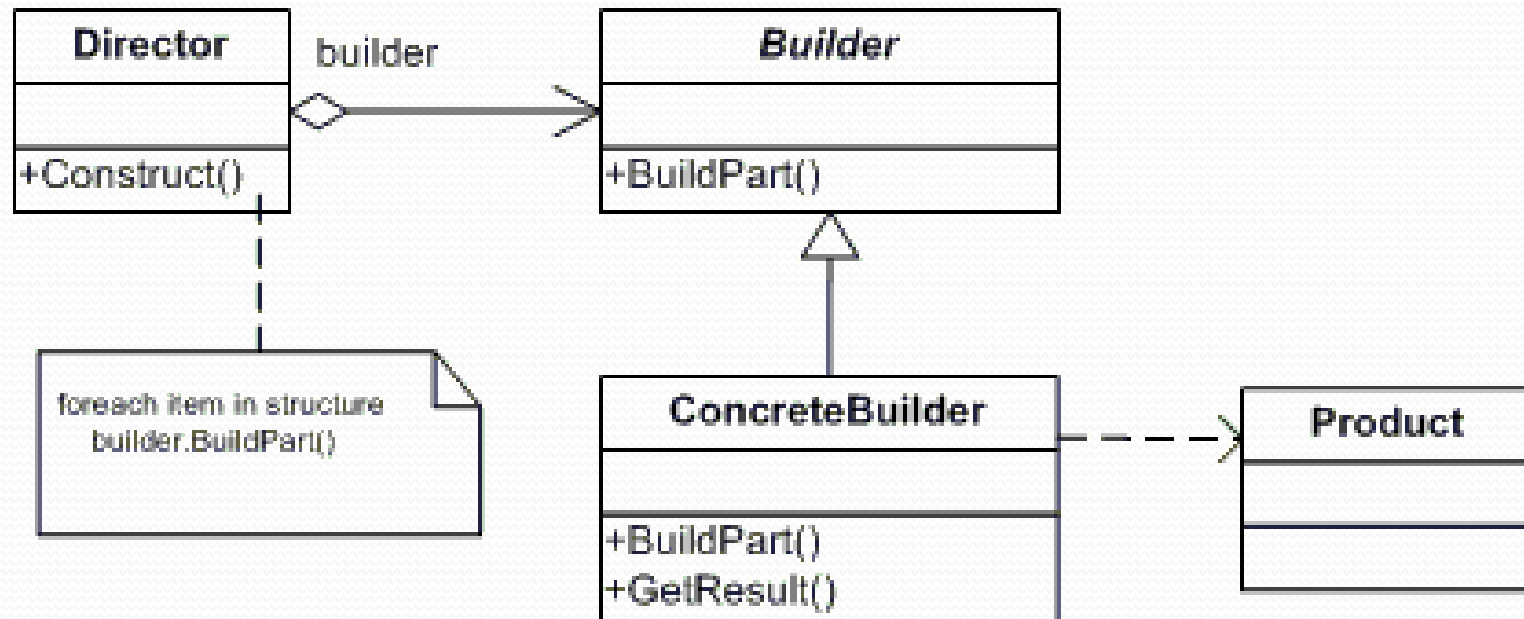 Director
builder
Builder
+Construct()
+BuildPart()
foreach item in structure
builder.BuildPart()
ConcreteBuilder
Product
+BuildPart()
+GetResult()